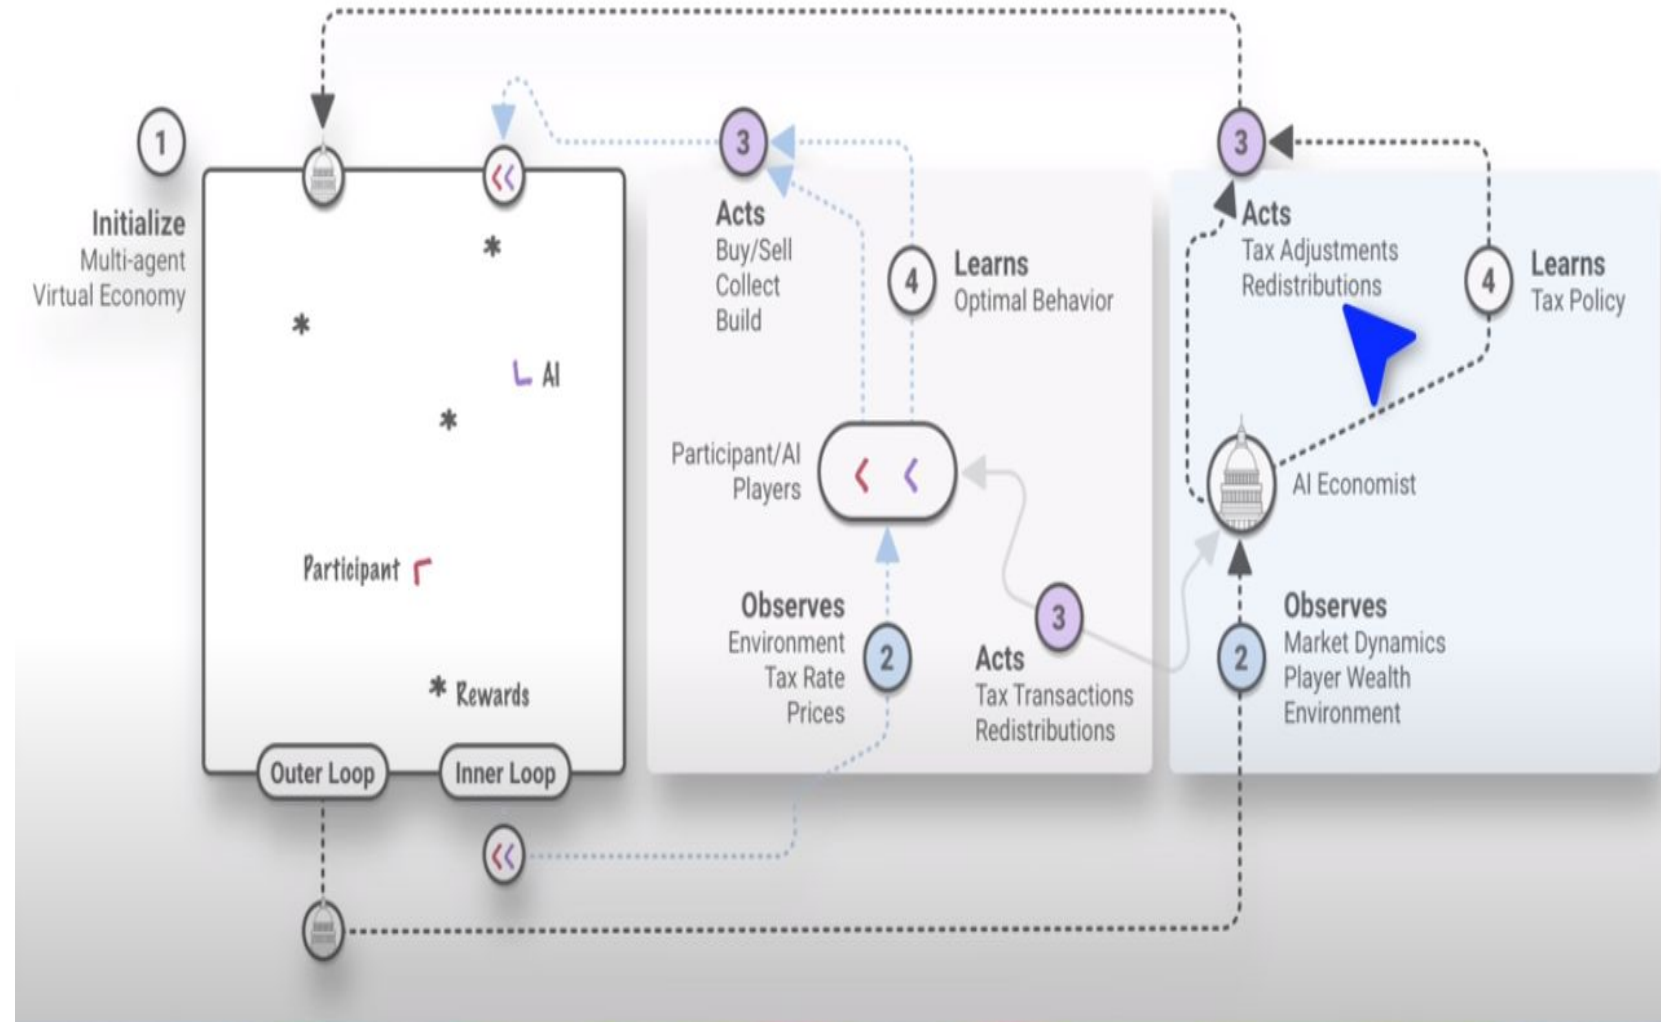 1
Initialize
Multi-agent
Virtual Economy
AI
Participant
Rewards
Outer Loop
Inner Loop
3
Acts
Buy/Sell
Collect
Build
4
Learns
Optimal Behavior
Participant/AI
Players
Observes
Environment
Tax Rate
Prices
2
3
Acts
Tax Transactions
Redistributions
3
Acts
Tax Adjustments
Redistributions
4
Learns
Tax Policy
AI Economist
2
Observes
Market Dynamics
Player Wealth
Environment